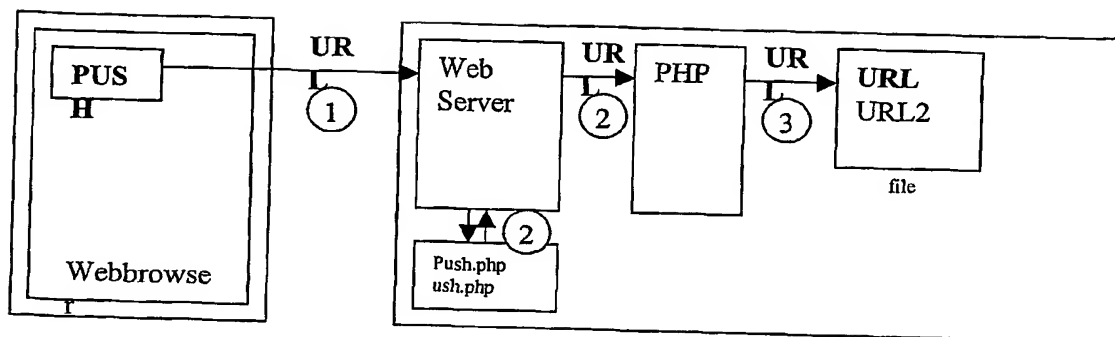 PUS
H
Webbrowse
r
UR
L
1
Web
Server
2
Push.php
ush.php
UR
L
2
PHP
UR
L
3
URL
URL2
file